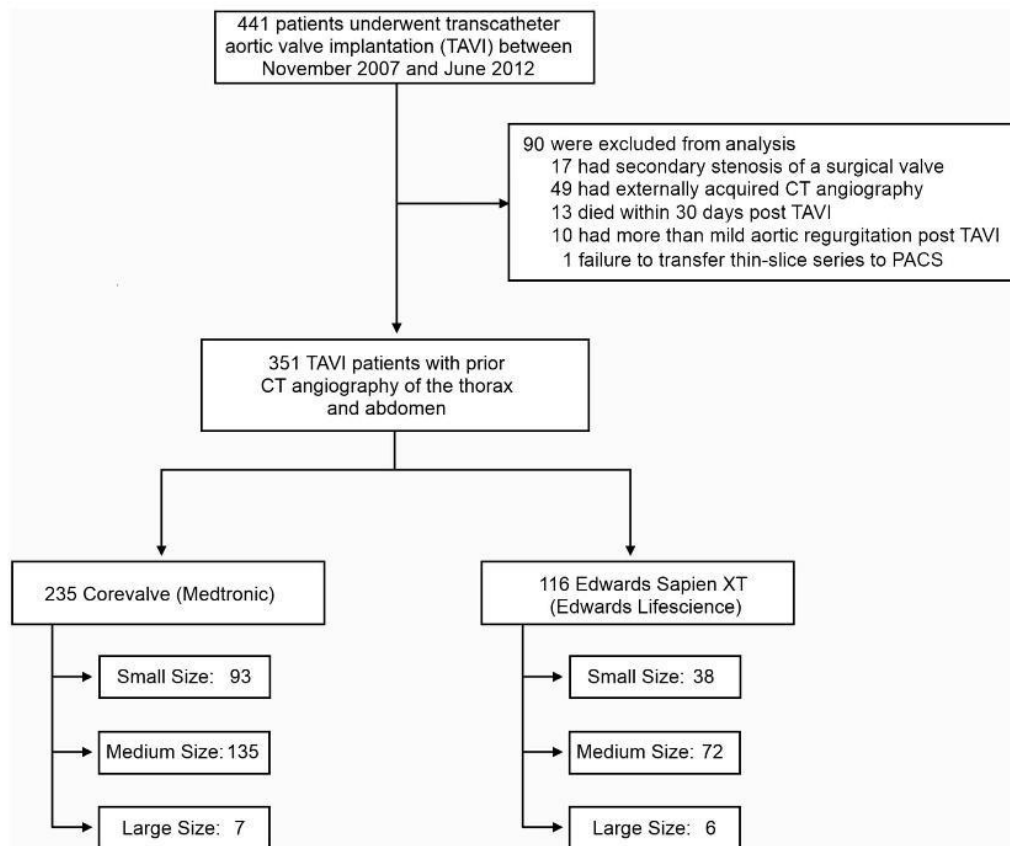 441 patients underwent transcatheter
aortic valve implantation (TAVI) between
November 2007 and June 2012
90 were excluded from analysis
17 had secondary stenosis of a surgical valve
49 had externally acquired CT angiography
13 died within 30 days post TAVI
10 had more than mild aortic regurgitation post TAVI
1 failure to transfer thin-slice series to PACS
351 TAVI patients with prior
CT angiography of the thorax
and abdomen
235 Corevalve (Medtronic)
116 Edwards Sapien XT
(Edwards Lifescience)
Small Size: 93
Small Size: 38
Medium Size: 135
Medium Size: 72
Large Size: 7
Large Size: 6